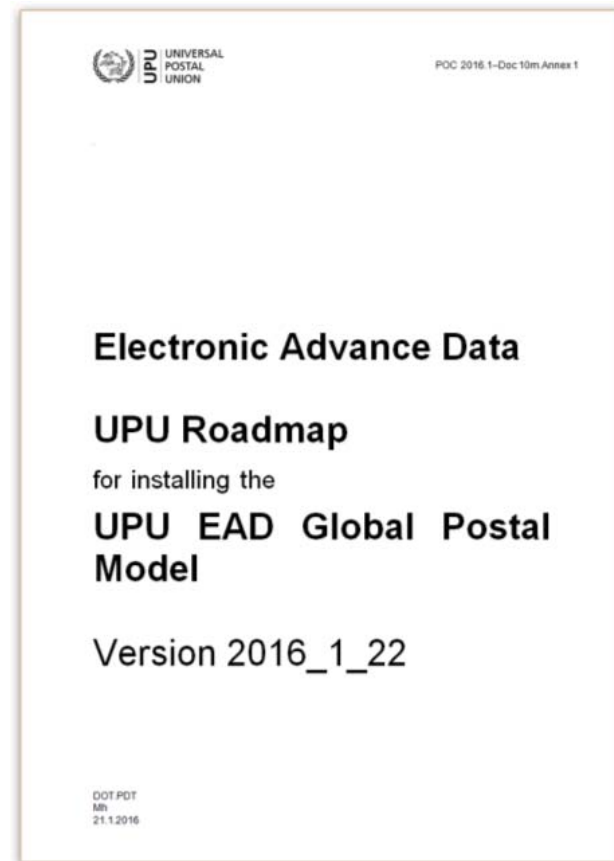 UPU
UNIVERSAL
POSTAL
UNION
POC 2016.1–Doc 10m.Annex 1
Electronic Advance Data
UPU Roadmap
for installing the
UPU EAD Global Postal
Model
Version 2016_1_22
DOT.PDT
Mh
21.1.2016